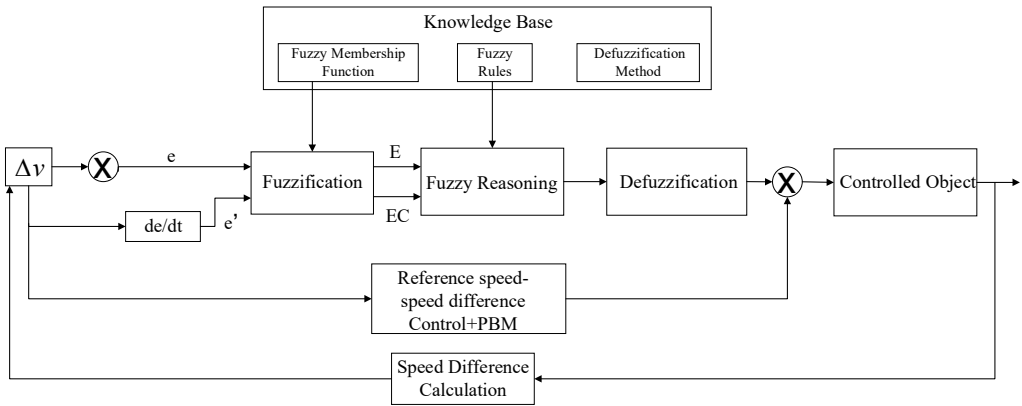 Knowledge Base
Fuzzy Membership
Function
Fuzzy
Rules
Defuzzification
Method
Δv
X
e
Fuzzification
E
EC
Fuzzy Reasoning
Defuzzification
X
Controlled Object
de/dt
e’
Reference speed-
speed difference
Control+PBM
Speed Difference
Calculation